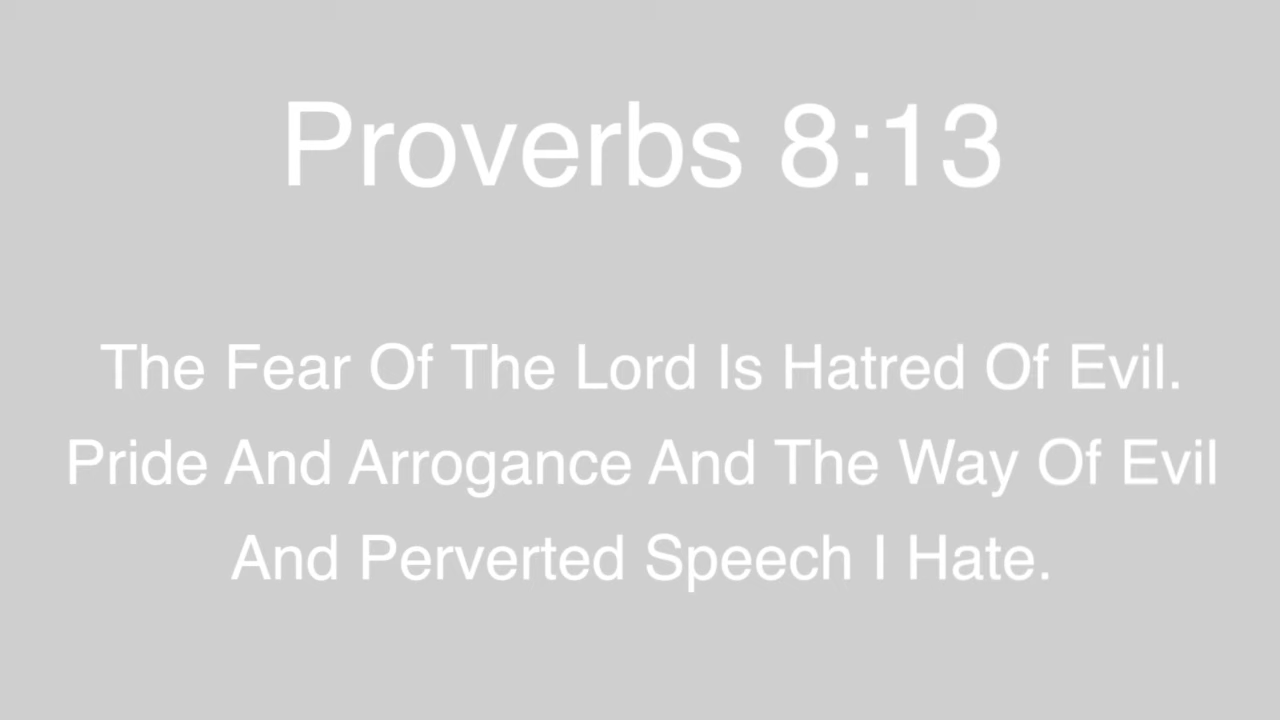 Proverbs 8:13
The Fear Of The Lord Is Hatred Of Evil.
Pride And Arrogance And The Way Of Evil
And Perverted Speech I Hate.